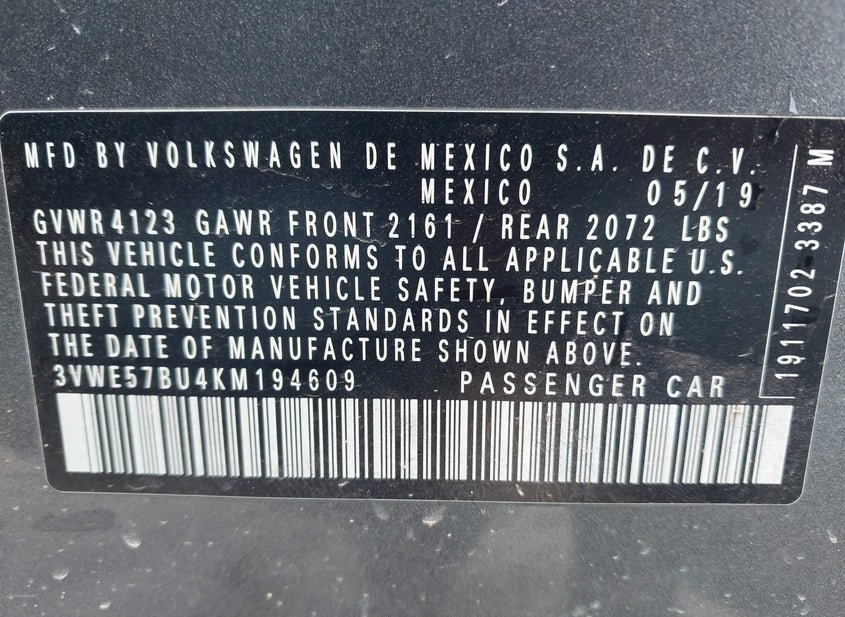 MFD BY VOLKSWAGEN DE MEXICO S.A. DE C.V.
MEXICO 05/19
GVWR 4123 GAWR FRONT 2161 / REAR 2072 LBS
THIS VEHICLE CONFORMS TO ALL APPLICABLE U.S.
FEDERAL MOTOR VEHICLE SAFETY, BUMPER AND
THEFT PREVENTION STANDARDS IN EFFECT ON
THE DATE OF MANUFACTURE SHOWN ABOVE.
3VWE57BU4KM194609 PASSENGER CAR
1911702 3387 M